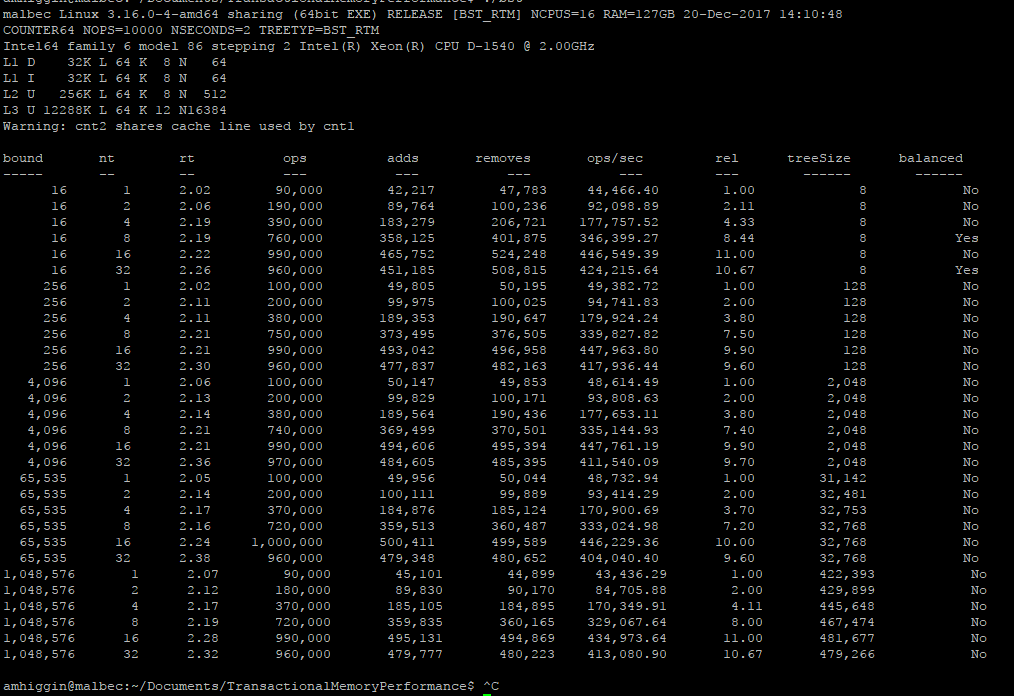 amhiggin@malbec:~/Documents/TransactionalMemoryPerformance$ ./bst
malbec Linux 3.16.0-4-amd64 sharing (64bit EXE) RELEASE [BST_RTM] NCPUS=16 RAM=127GB 20-Dec-2017 14:10:48
COUNTER64 NOPS=10000 NSECONDS=2 TREETYP=BST_RTM
Intel64 family 6 model 86 stepping 2 Intel(R) Xeon(R) CPU D-1540 @ 2.00GHz
L1 D 32K L 64 K 8 N 64
L1 I 32K L 64 K 8 N 64
L2 U 256K L 64 K 8 N 512
L3 U 12288K L 64 K 12 N16384
Warning: cnt2 shares cache line used by cnt1
bound nt rt ops adds removes ops/sec rel treeSize balanced
----- -- -- --- --- --- --- --- ------ ------
16 1 2.02 90,000 42,217 47,783 44,466.40 1.00 8 No
16 2 2.06 190,000 89,764 100,236 92,098.89 2.11 8 No
16 4 2.19 390,000 183,279 206,721 177,757.52 4.33 8 No
16 8 2.19 760,000 358,125 401,875 346,399.27 8.44 8 Yes
16 16 2.22 990,000 465,752 524,248 446,549.39 11.00 8 No
16 32 2.26 960,000 451,185 508,815 424,215.64 10.67 8 Yes
256 1 2.02 100,000 49,805 50,195 49,382.72 1.00 128 No
256 2 2.11 200,000 99,975 100,025 94,741.83 2.00 128 No
256 4 2.11 380,000 189,353 190,647 179,924.24 3.80 128 No
256 8 2.21 750,000 373,495 376,505 339,827.82 7.50 128 No
256 16 2.21 990,000 493,042 496,958 447,963.80 9.90 128 No
256 32 2.30 960,000 477,837 482,163 417,936.44 9.60 128 No
4,096 1 2.06 100,000 50,147 49,853 48,614.49 1.00 2,048 No
4,096 2 2.13 200,000 99,829 100,171 93,808.63 2.00 2,048 No
4,096 4 2.14 380,000 189,564 190,436 177,653.11 3.80 2,048 No
4,096 8 2.21 740,000 369,499 370,501 335,144.93 7.40 2,048 No
4,096 16 2.21 990,000 494,606 495,394 447,761.19 9.90 2,048 No
4,096 32 2.36 970,000 484,605 485,395 411,540.09 9.70 2,048 No
65,535 1 2.05 100,000 49,956 50,044 48,732.94 1.00 31,142 No
65,535 2 2.14 200,000 100,111 99,889 93,414.29 2.00 32,481 No
65,535 4 2.17 370,000 184,876 185,124 170,900.69 3.70 32,753 No
65,535 8 2.16 720,000 359,513 360,487 333,024.98 7.20 32,768 No
65,535 16 2.24 1,000,000 500,411 499,589 446,229.36 10.00 32,768 No
65,535 32 2.38 960,000 479,348 480,652 404,040.40 9.60 32,768 No
1,048,576 1 2.07 90,000 45,101 44,899 43,436.29 1.00 422,393 No
1,048,576 2 2.12 180,000 89,830 90,170 84,705.88 2.00 429,899 No
1,048,576 4 2.17 370,000 185,105 184,895 170,349.91 4.11 445,648 No
1,048,576 8 2.19 720,000 359,835 360,165 329,067.64 8.00 467,474 No
1,048,576 16 2.28 990,000 495,131 494,869 434,973.64 11.00 481,677 No
1,048,576 32 2.32 960,000 479,777 480,223 413,080.90 10.67 479,266 No
amhiggin@malbec:~/Documents/TransactionalMemoryPerformance$ ^C